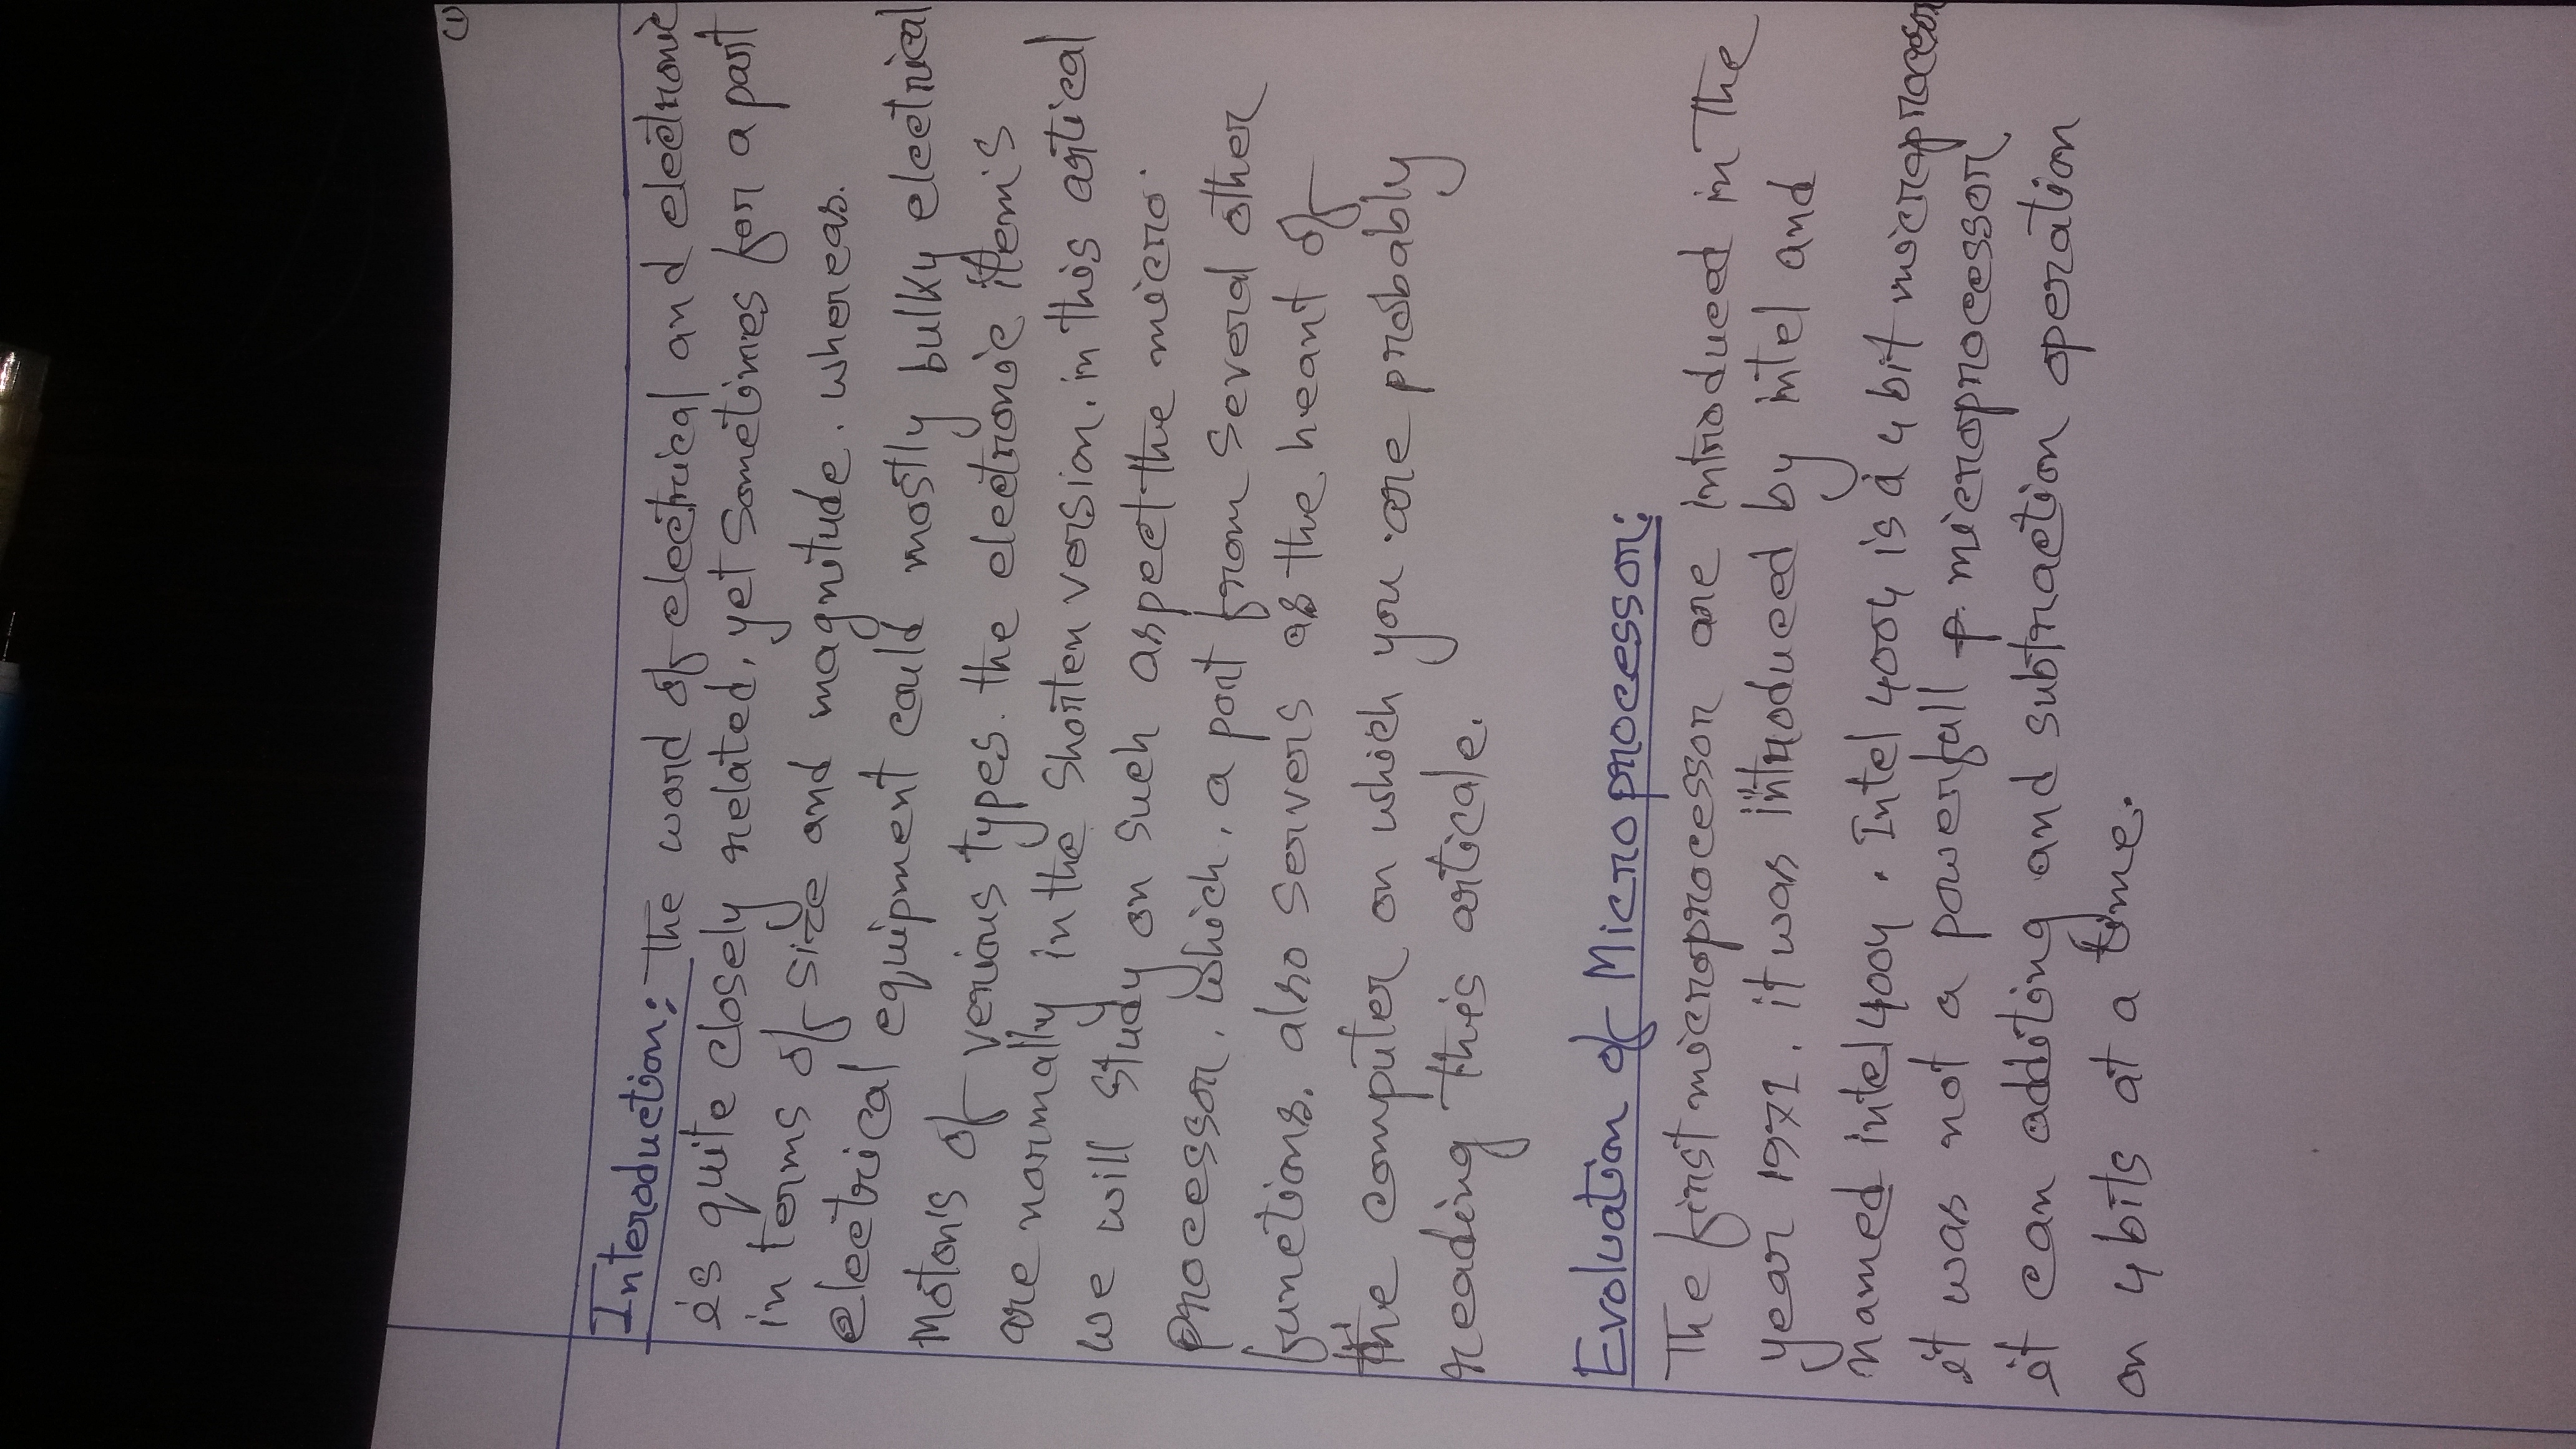 (1)
Interoduction: The word of electrical and electronic
is quite closely related, yet sometimes for a part
in terms of size and magnitude. whereas.
electrical equipment could mostly bulky electrical
Motor's of verious types. the electronic item's
are normally in the shorter version. in this artical
we will study on such aspect the micro
processor, which, a part from several other
functions. also servers as the heart of
the computer on which you are probably
reading this articale.
Evoluation of Microprocessor:
The first microprocessor are introduced in the
year 1971. it was introduced by intel and
named intel 4004. Intel 4004 is a 4 bit microprocesor
it was not a powerfall p. microprocessor
it can additing and subtraction operation
on 4 bits at a time.